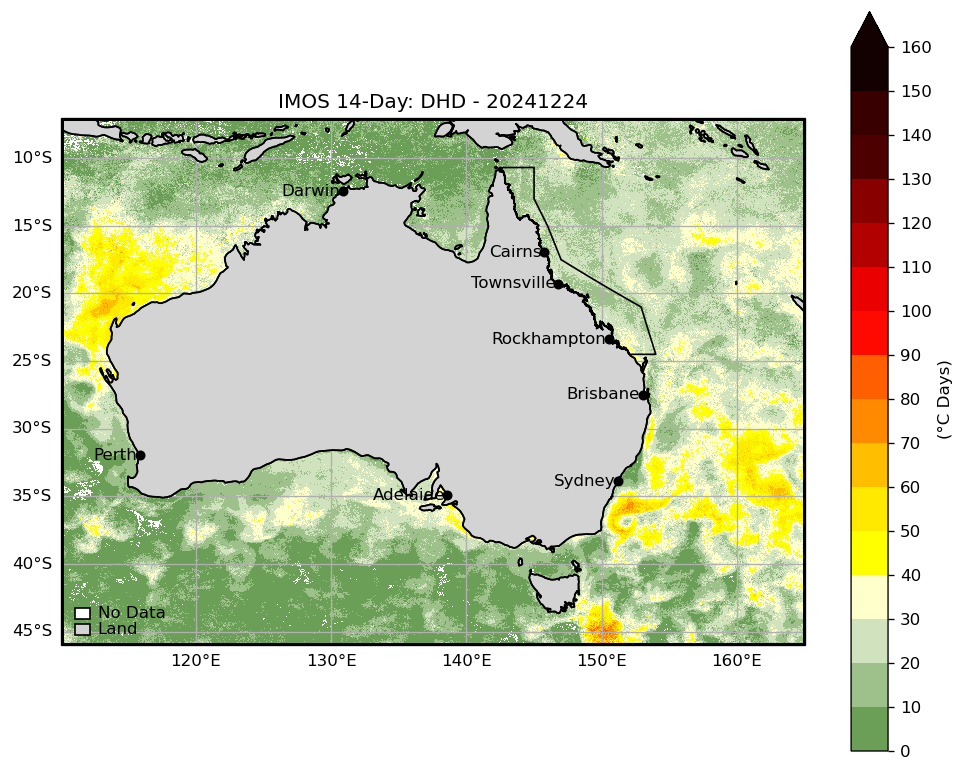 IMOS 14-Day: DHD - 20241224
160
150
10°S
140
130
Darwin
120
15°S
Cairns
110
Townsville
20°S
100
Rockhampton
90
25°S
80
Brisbane
(°C Days)
70
30°S
Perth
60
Sydney
35°S
Adelaide
50
40
40°S
30
No Data
Land
45°S
20
120°E 130°E 140°E 150°E 160°E
10
0